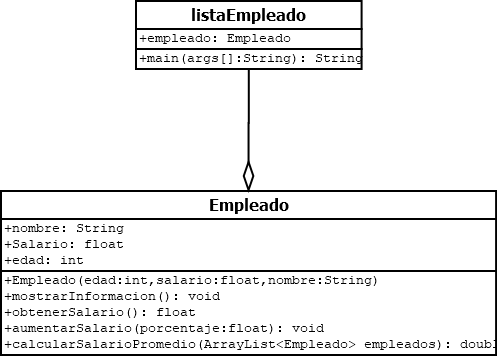 listaEmpleado
+empleado: Empleado
+main(args[]:String): String
Empleado
+nombre: String
+Salario: float
+edad: int
+Empleado(edad:int,salario:float,nombre:String)
+mostrarInformacion(): void
+obtenerSalario(): float
+aumentarSalario(porcentaje:float): void
+calcularSalarioPromedio(ArrayList<Empleado> empleados): doubl